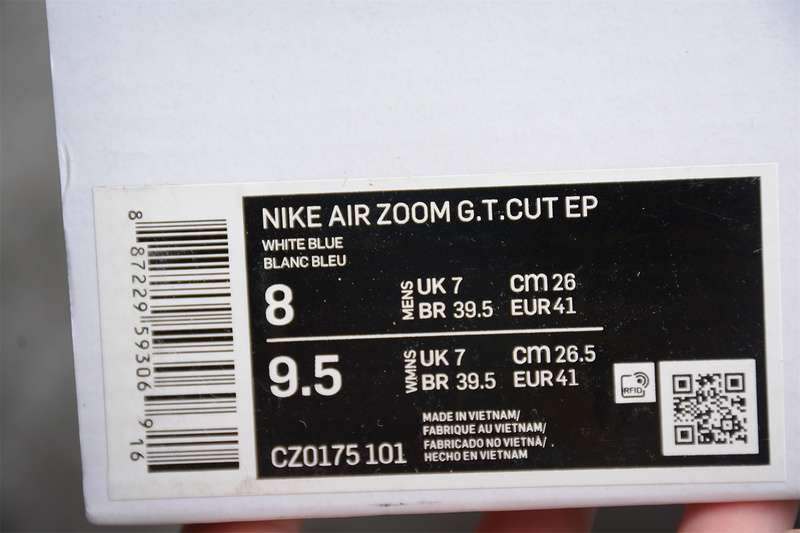 NIKE AIR ZOOM G.T.CUT EP
WHITE BLUE
BLANC BLEU
8 MENS UK 7 cm 26
BR 39.5 EUR 41
9.5 WMNS UK 7 cm 26.5
BR 39.5 EUR 41
RFID
CZ0175 101
MADE IN VIETNAM/
FABRIQUE AU VIETNAM/
FABRICADO NO VIETNÃ/
HECHO EN VIETNAM
8 87229 59306 9 16